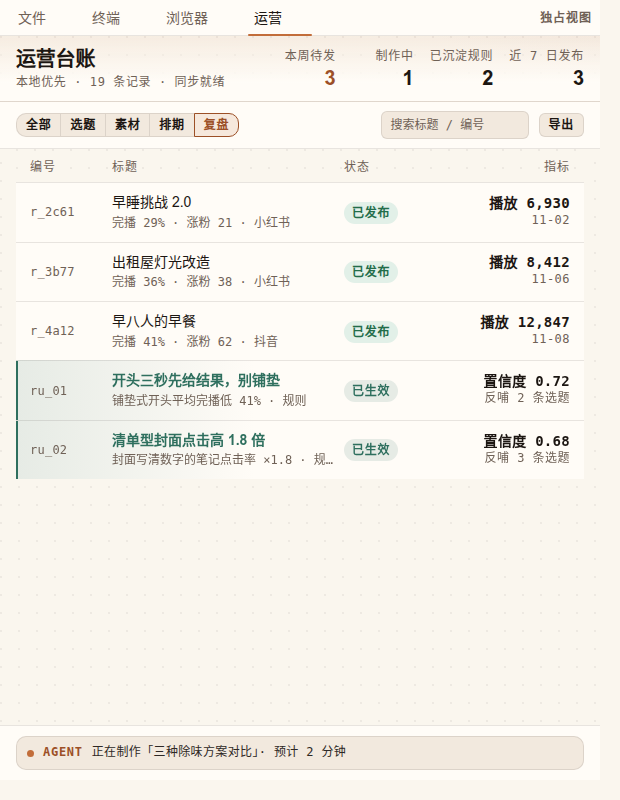 文件 终端 浏览器 运营 独占视图
运营台账
本地优先 · 19 条记录 · 同步就绪
本周待发 制作中 已沉淀规则 近 7 日发布
3 1 2 3
全部 选题 素材 排期 复盘 搜索标题 / 编号 导出
编号 标题 状态 指标
r_2c61 早睡挑战 2.0 已发布 播放 6,930
完播 29% · 涨粉 21 · 小红书 11-02
r_3b77 出租屋灯光改造 已发布 播放 8,412
完播 36% · 涨粉 38 · 小红书 11-06
r_4a12 早八人的早餐 已发布 播放 12,847
完播 41% · 涨粉 62 · 抖音 11-08
ru_01 开头三秒先给结果，别铺垫 已生效 置信度 0.72
铺垫式开头平均完播低 41% · 规则 反哺 2 条选题
ru_02 清单型封面点击高 1.8 倍 已生效 置信度 0.68
封面写清数字的笔记点击率 ×1.8 · 规… 反哺 3 条选题
AGENT 正在制作「三种除味方案对比」· 预计 2 分钟